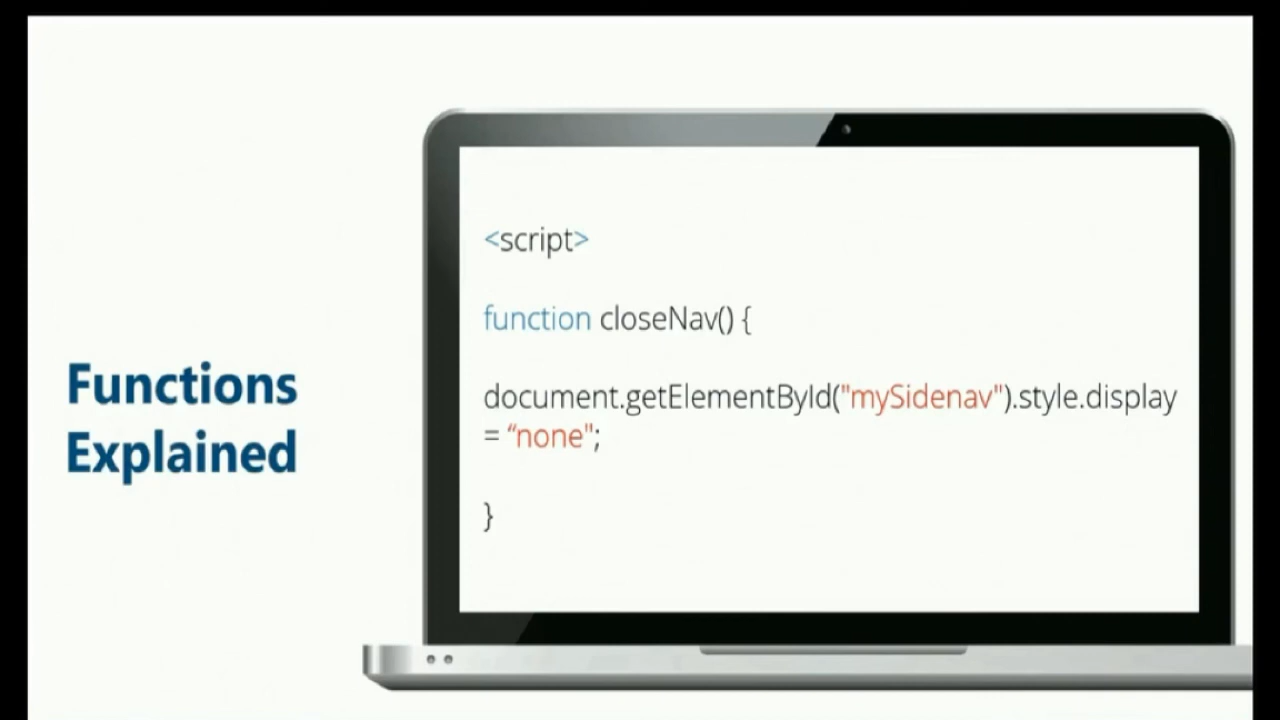 Functions
Explained
<script>
function closeNav() {
document.getElementById("mySidenav").style.display
= “none";
}